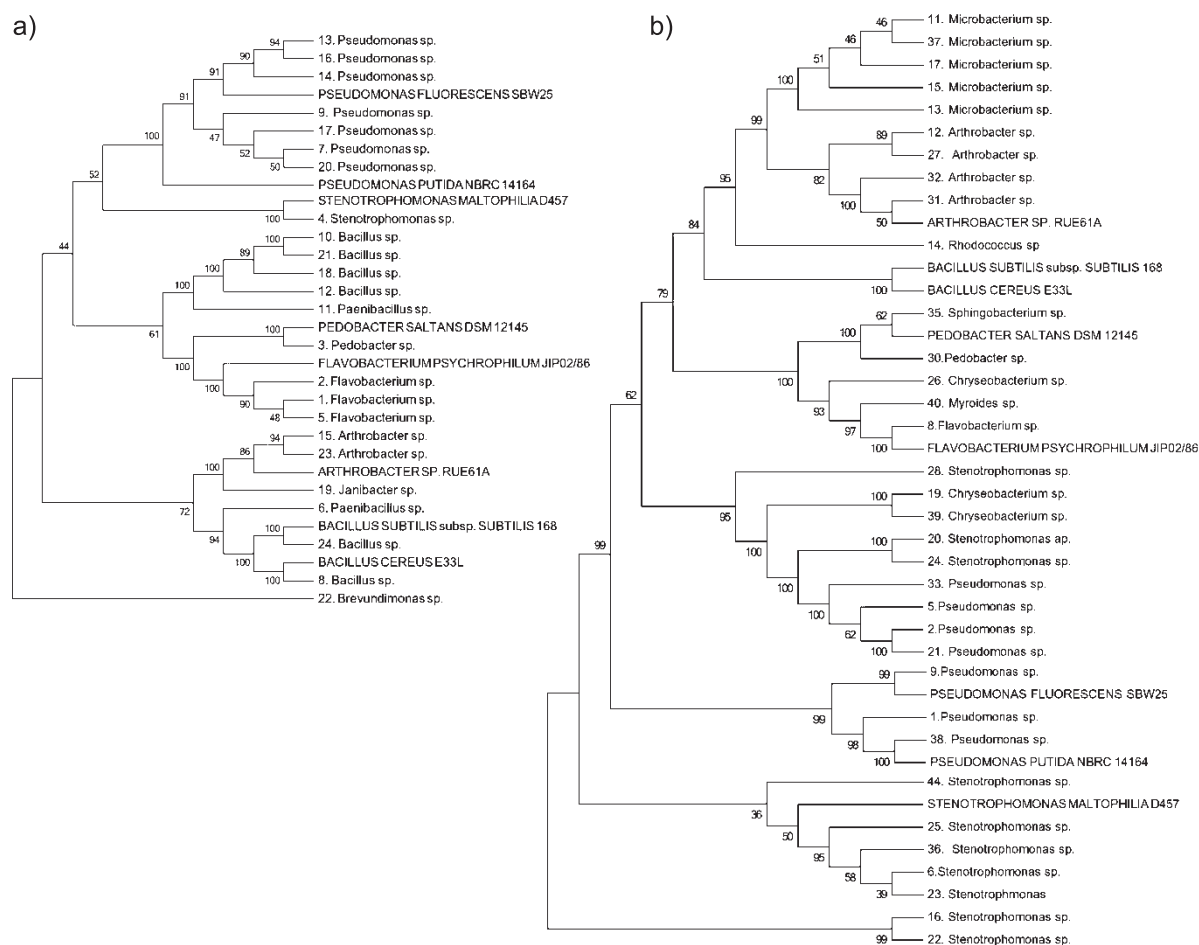 a)
94
13. Pseudomonas sp.
90
16. Pseudomonas sp.
91
14. Pseudomonas sp.
91
PSEUDOMONAS FLUORESCENS SBW25
9. Pseudomonas sp.
100
47
17. Pseudomonas sp.
52
7. Pseudomonas sp.
52
50
20. Pseudomonas sp.
PSEUDOMONAS PUTIDA NBRC 14164
STENOTROPHOMONAS MALTOPHILIA D457
100
4. Stenotrophomonas sp.
44
100
10. Bacillus sp.
89
21. Bacillus sp.
100
18. Bacillus sp.
100
12. Bacillus sp.
11. Paenibacillus sp.
61
PEDOBACTER SALTANS DSM 12145
100
3. Pedobacter sp.
100
FLAVOBACTERIUM PSYCHROPHILUM JIP02/86
100
2. Flavobacterium sp.
90
1. Flavobacterium sp.
48
5. Flavobacterium sp.
94
15. Arthrobacter sp.
86
23. Arthrobacter sp.
100
ARTHROBACTER SP. RUE61A
19. Janibacter sp.
72
6. Paenibacillus sp.
94
100
BACILLUS SUBTILIS subsp. SUBTILIS 168
24. Bacillus sp.
100
BACILLUS CEREUS E33L
100
8. Bacillus sp.
22. Brevundimonas sp.
b)
46
11. Microbacterium sp.
46
37. Microbacterium sp.
51
17. Microbacterium sp.
100
15. Microbacterium sp.
13. Microbacterium sp.
99
89
12. Arthrobacter sp.
27. Arthrobacter sp.
82
32. Arthrobacter sp.
95
100
31. Arthrobacter sp.
50
ARTHROBACTER SP. RUE61A
84
14. Rhodococcus sp
BACILLUS SUBTILIS subsp. SUBTILIS 168
100
BACILLUS CEREUS E33L
79
62
35. Sphingobacterium sp.
100
PEDOBACTER SALTANS DSM 12145
30.Pedobacter sp.
100
26. Chryseobacterium sp.
93
40. Myroides sp.
97
8.Flavobacterium sp.
100
FLAVOBACTERIUM PSYCHROPHILUM JIP02/86
62
28. Stenotrophomonas sp.
95
100
19. Chryseobacterium sp.
39. Chryseobacterium sp.
100
100
20. Stenotrophomonas ap.
24. Stenotrophomonas sp.
100
33. Pseudomonas sp.
100
5.Pseudomonas sp.
62
2.Pseudomonas sp.
100
21. Pseudomonas sp.
99
99
9.Pseudomonas sp.
PSEUDOMONAS FLUORESCENS SBW25
99
1.Pseudomonas sp.
98
38. Pseudomonas sp.
100
PSEUDOMONAS PUTIDA NBRC 14164
44. Stenotrophomonas sp.
36
STENOTROPHOMONAS MALTOPHILIA D457
50
25. Stenotrophomonas sp.
95
36. Stenotrophomonas sp.
58
6.Stenotrophomonas sp.
39
23. Stenotrophmonas
16. Stenotrophomonas sp.
99
22. Stenotrophomonas sp.